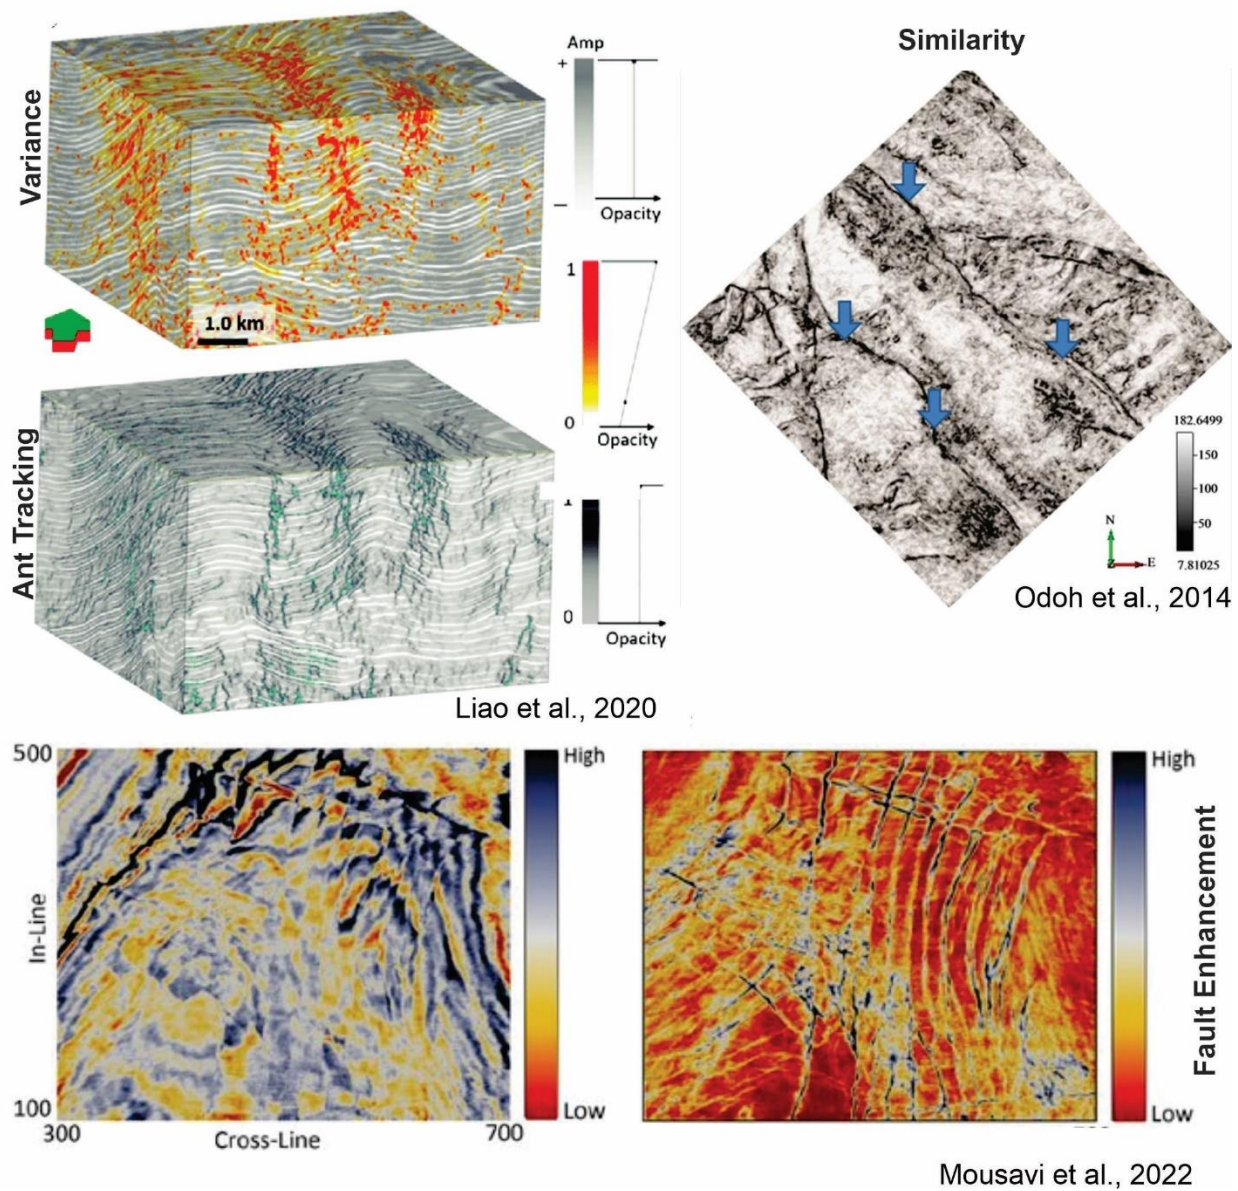 Variance
Amp
+
—
Opacity
1
0
Opacity
1.0 km
Ant Tracking
1
0
Opacity
Liao et al., 2020
Similarity
182.6499
150
100
50
7.81025
N
E
Z
Odoh et al., 2014
500
In-Line
100
300
Cross-Line
700
High
Low
High
Low
Fault Enhancement
Mousavi et al., 2022